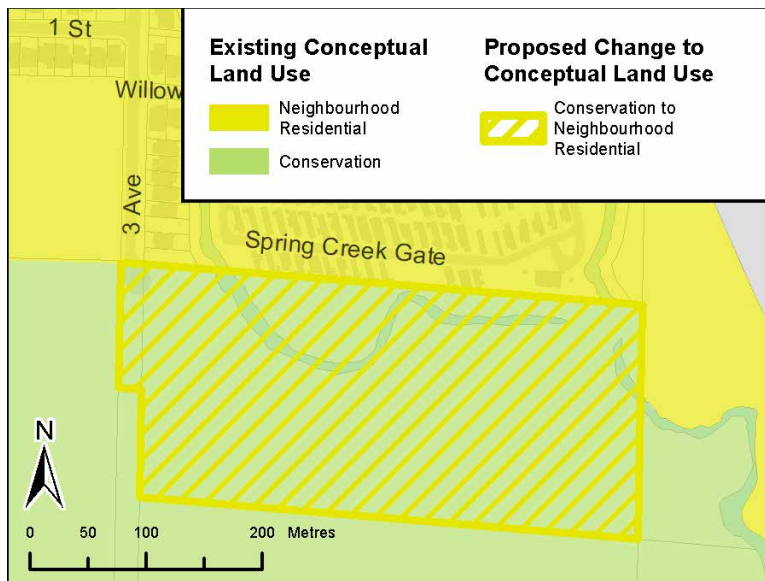 1 St
Willow
3 Ave
Spring Creek Gate
Existing Conceptual
Land Use
Neighbourhood
Residential
Conservation
Proposed Change to
Conceptual Land Use
Conservation to
Neighbourhood
Residential
N
0 50 100 200 Metres